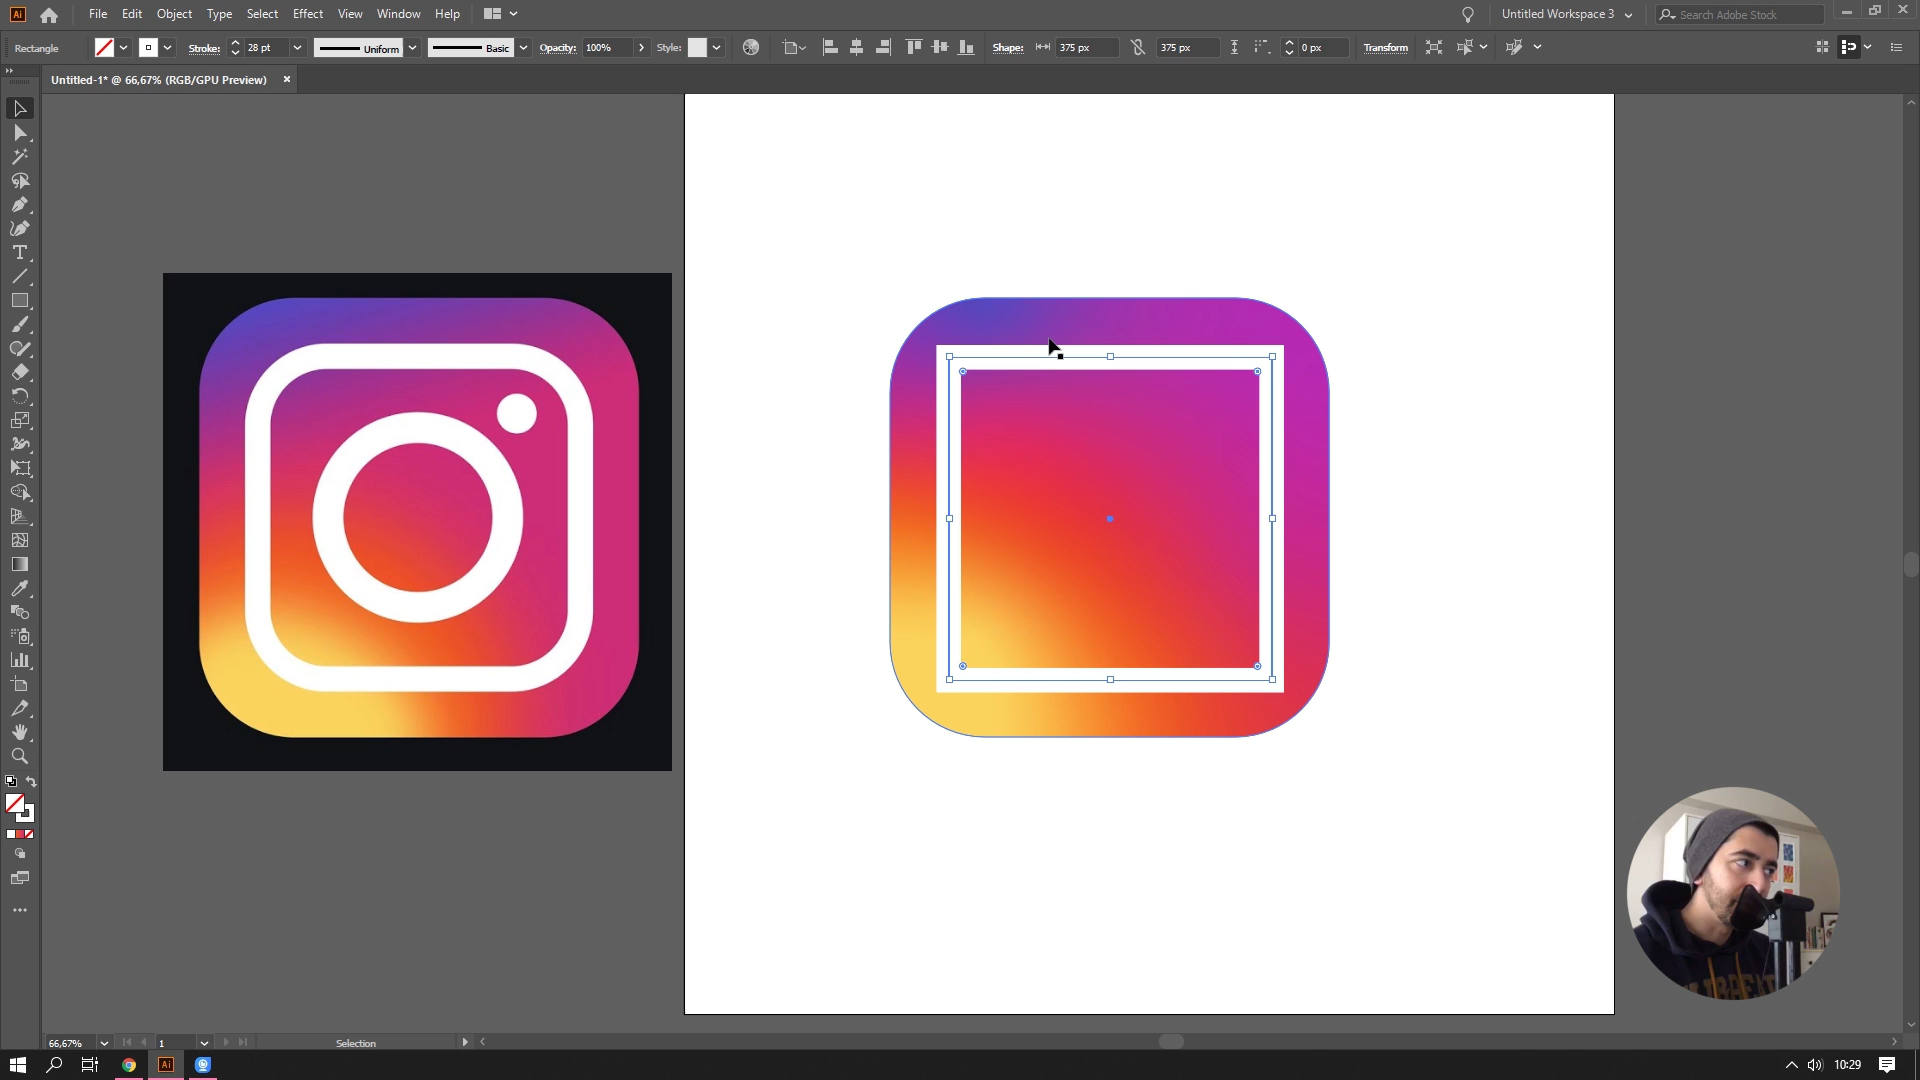 Ai File Edit Object Type Select Effect View Window Help Untitled Workspace 3 Search Adobe Stock
Rectangle Stroke: 28 pt Uniform Basic Opacity: 100% Style: Shape: 375 px 375 px 0 px Transform
Untitled-1* @ 66,67% (RGB/GPU Preview)
66,67% 1 Selection
Ai 10:29